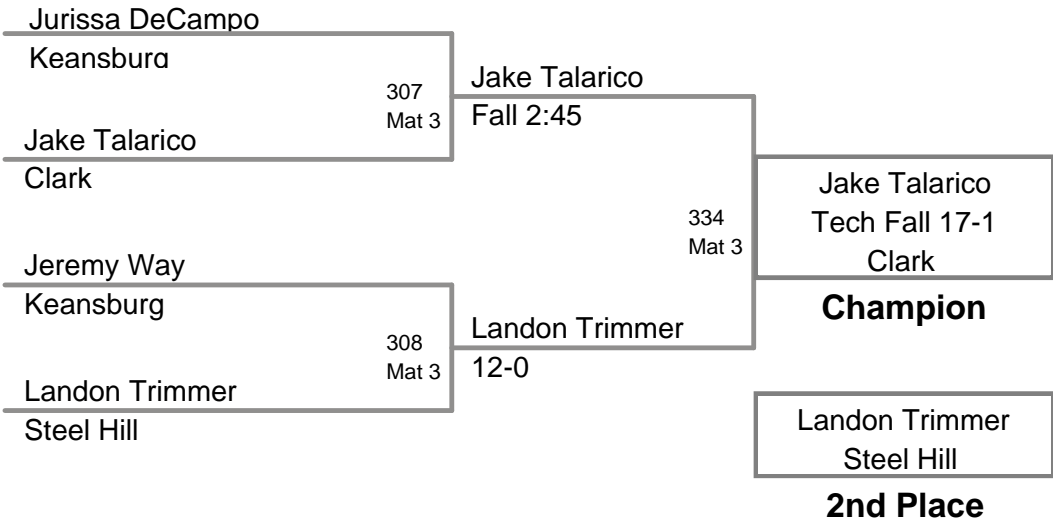 Jurissa DeCampo
Keansburg
307
Mat 3
Jake Talarico
Clark
Jake Talarico
Fall 2:45
Jeremy Way
Keansburg
308
Mat 3
Landon Trimmer
Steel Hill
Landon Trimmer
12-0
334
Mat 3
Jake Talarico
Tech Fall 17-1
Clark
Champion
Landon Trimmer
Steel Hill
2nd Place